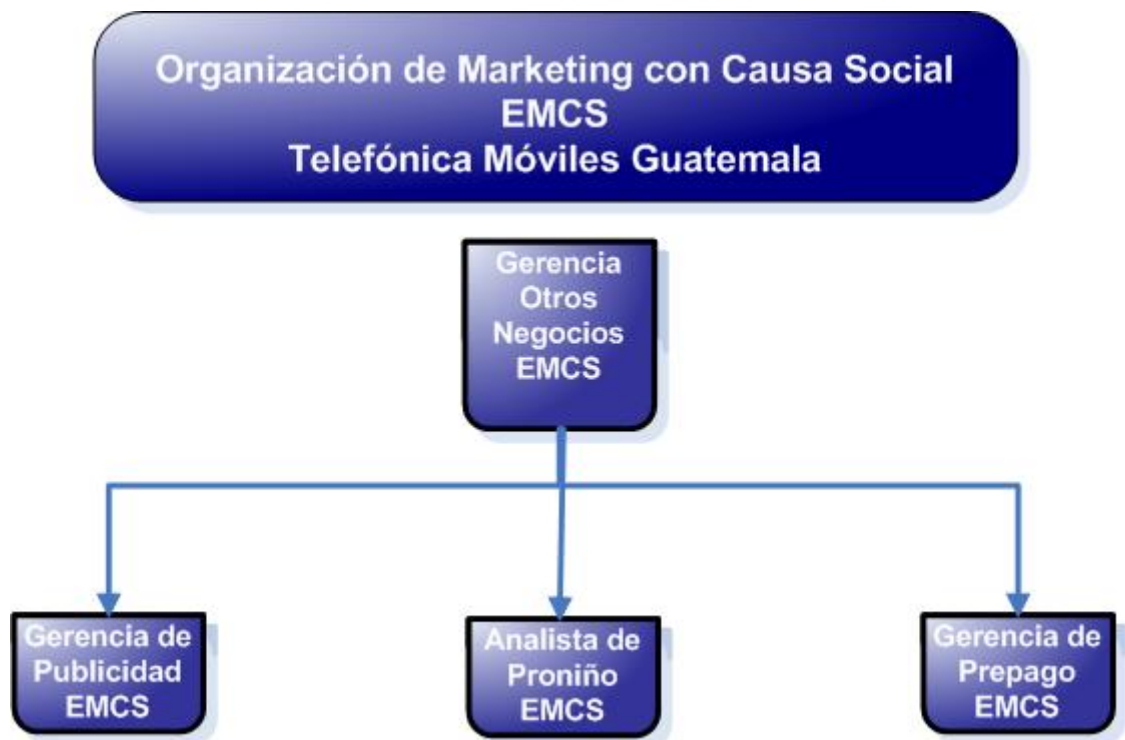 Organización de Marketing con Causa Social
EMCS
Telefónica Móviles Guatemala
Gerencia
Otros
Negocios
EMCS
Gerencia de
Publicidad
EMCS
Analista de
Proniño
EMCS
Gerencia de
Prepago
EMCS